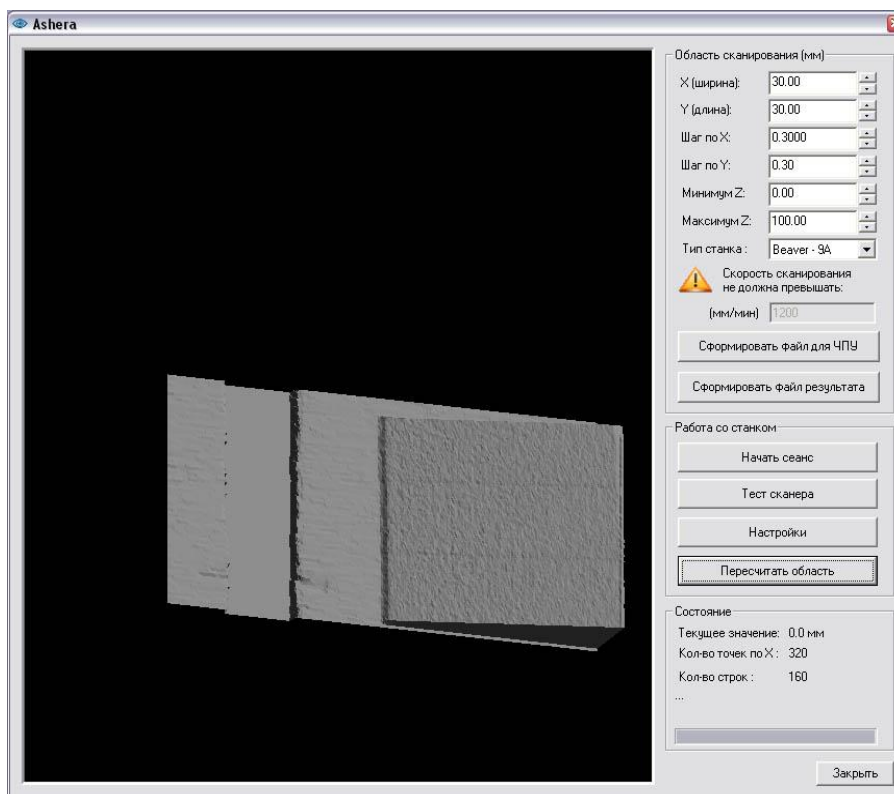 Ashera
Область сканирования (мм)
X (ширина): 30.00
Y (длина): 30.00
Шаг по X: 0.3000
Шаг по Y: 0.30
Минимум Z: 0.00
Максимум Z: 100.00
Тип станка : Beaver - 9A
Скорость сканирования
не должна превышать:
(мм/мин) 1200
Сформировать файл для ЧПУ
Сформировать файл результата
Работа со станком
Начать сеанс
Тест сканера
Настройки
Пересчитать область
Состояние
Текущее значение: 0.0 мм
Кол-во точек по X : 320
Кол-во строк : 160
...
Закрыть